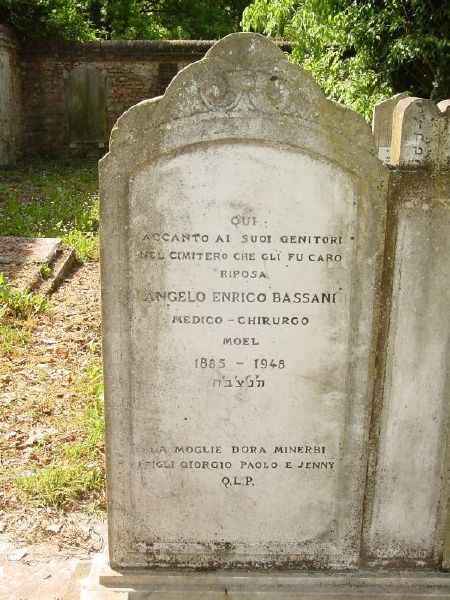 QUI
ACCANTO AI SUOI GENITORI
NEL CIMITERO CHE GLI FU CARO
RIPOSA
ANGELO ENRICO BASSANI
MEDICO-CHIRURGO
MOEL
1885 - 1948
ת'נ'צ'ב'ה
LA MOGLIE DORA MINERBI
I FIGLI GIORGIO PAOLO E JENNY
Q.L.P.